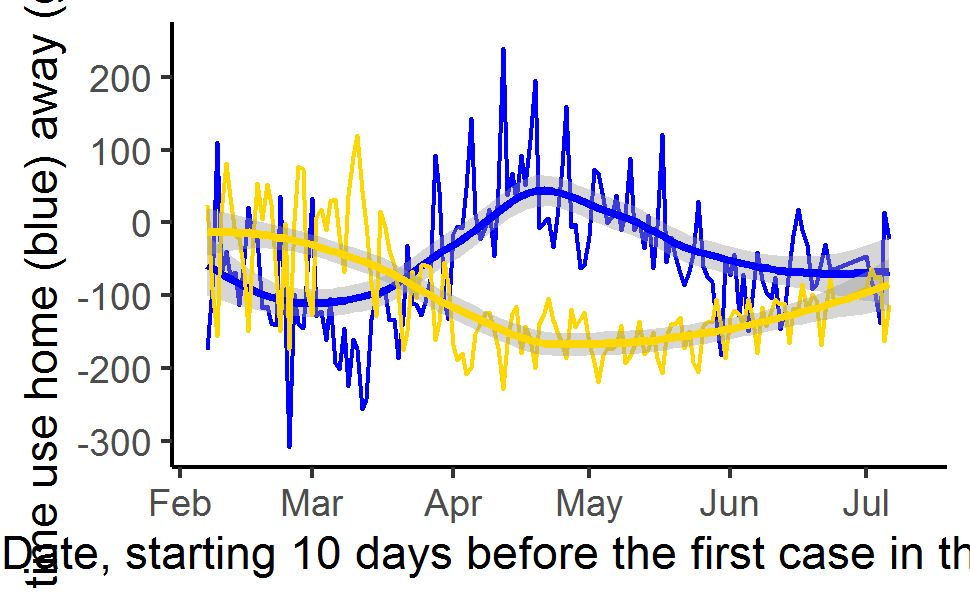 time use home (blue) away (
200
100
0
-100
-200
-300
Feb Mar Apr May Jun Jul
Date, starting 10 days before the first case in th